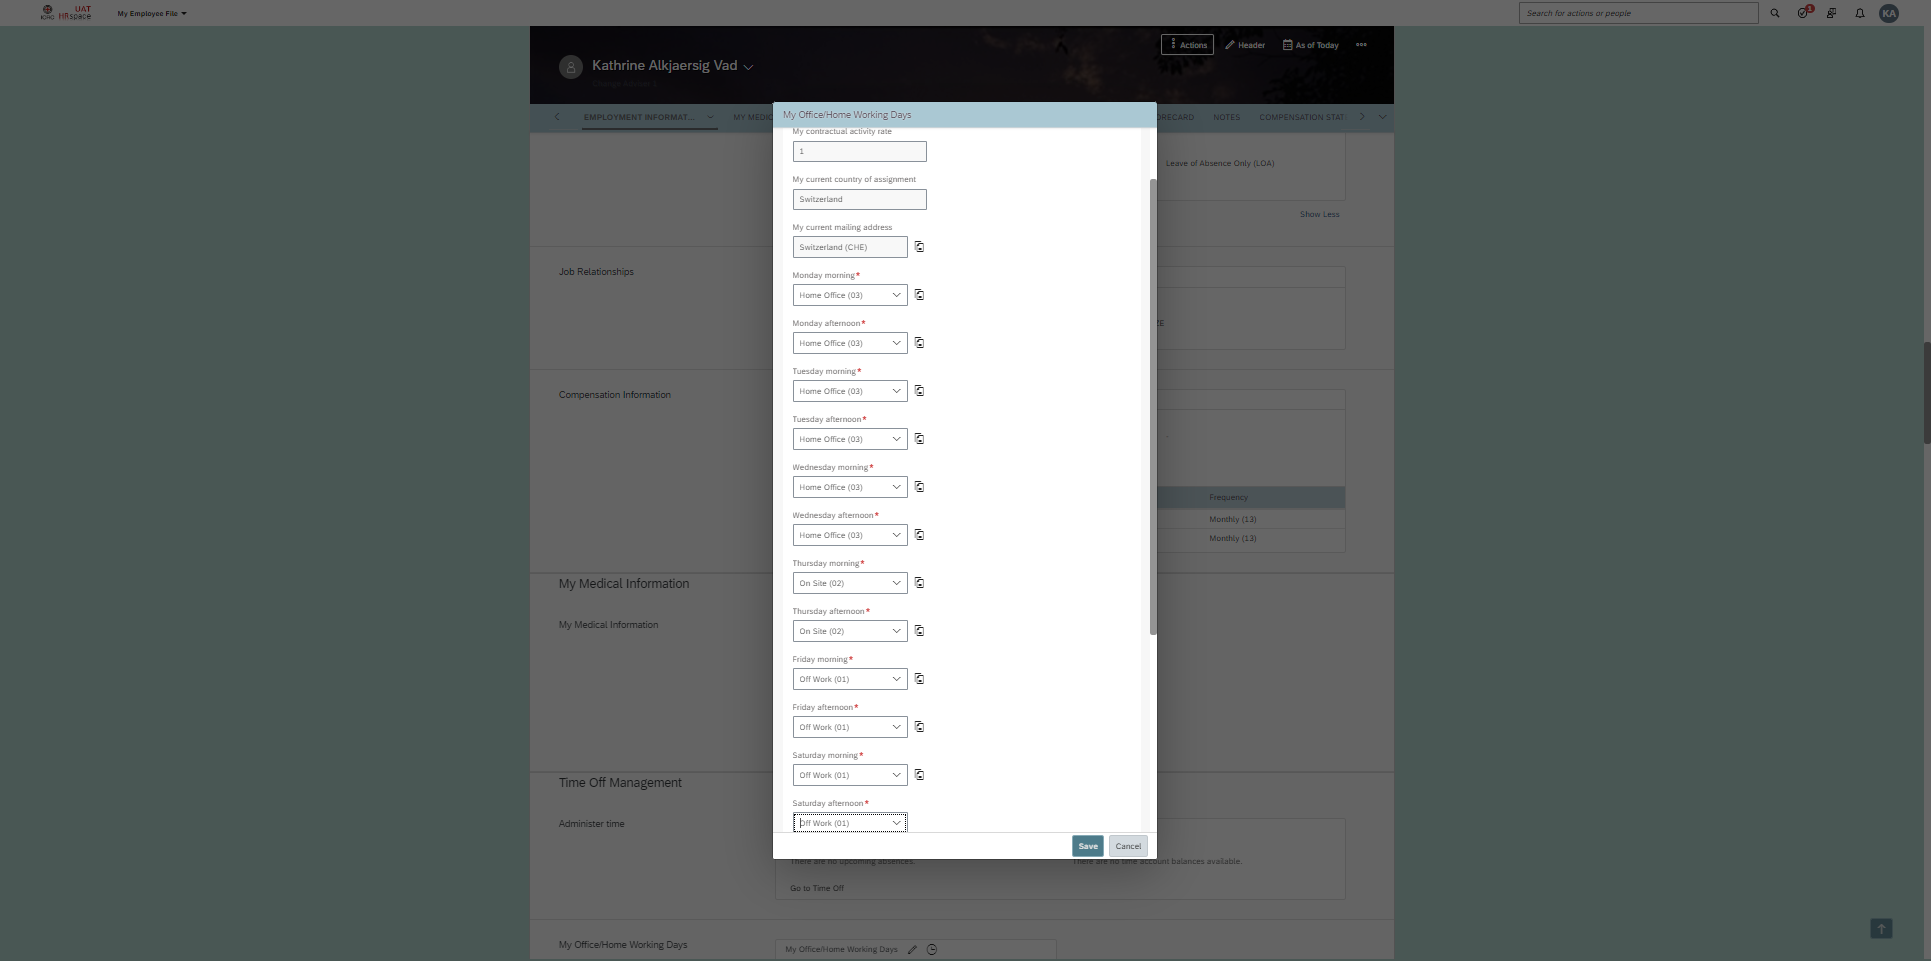 ICRC
UAT
HRspace
My Employee File
Search for actions or people
1
KA
Actions
Header
As of Today
Kathrine Alkjaersig Vad
EMPLOYMENT INFORMAT...
MY MEDIC
ORECARD
NOTES
COMPENSATION STAT
Leave of Absence Only (LOA)
Show Less
Job Relationships
ZE
Compensation Information
Frequency
Monthly (13)
Monthly (13)
My Medical Information
My Medical Information
Time Off Management
Administer time
There are no upcoming absences.
There are no time account balances available.
Go to Time Off
My Office/Home Working Days
My Office/Home Working Days
My Office/Home Working Days
My contractual activity rate
1
My current country of assignment
Switzerland
My current mailing address
Switzerland (CHE)
Monday morning*
Home Office (03)
Monday afternoon*
Home Office (03)
Tuesday morning*
Home Office (03)
Tuesday afternoon*
Home Office (03)
Wednesday morning*
Home Office (03)
Wednesday afternoon*
Home Office (03)
Thursday morning*
On Site (02)
Thursday afternoon*
On Site (02)
Friday morning*
Off Work (01)
Friday afternoon*
Off Work (01)
Saturday morning*
Off Work (01)
Saturday afternoon*
Off Work (01)
Save
Cancel